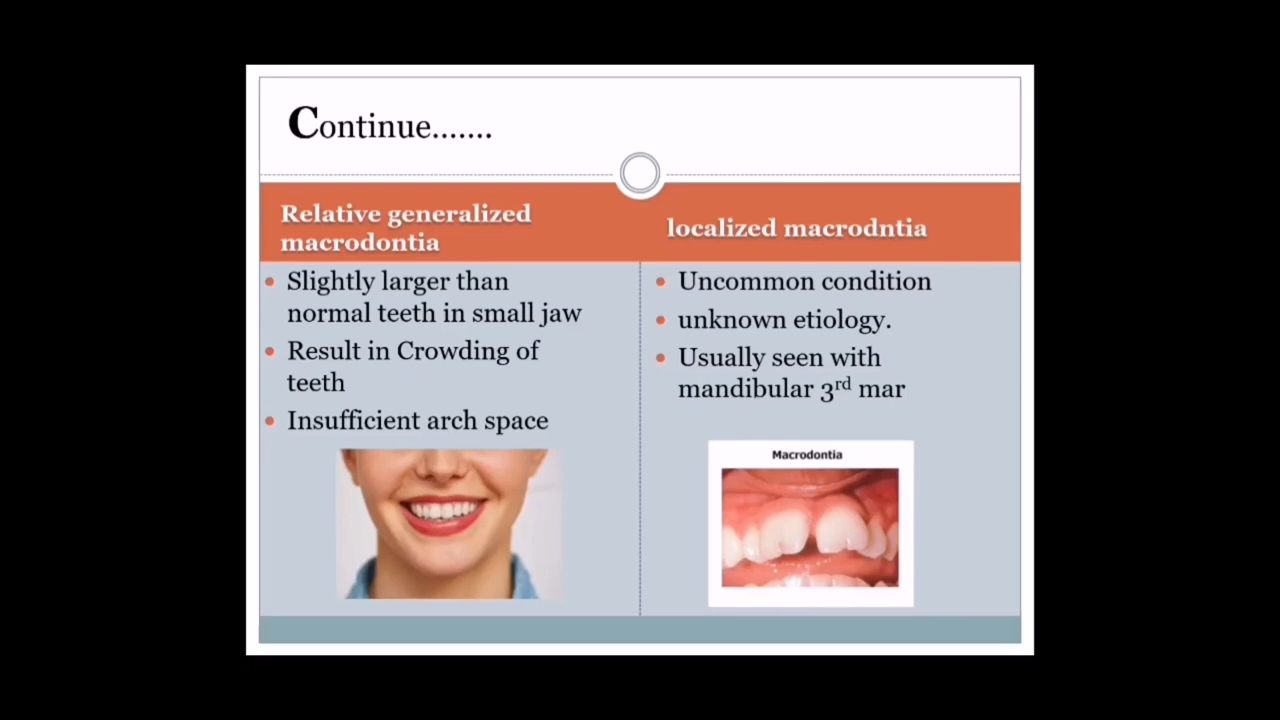 Continue.......
Relative generalized
macrodontia
Slightly larger than
normal teeth in small jaw
Result in Crowding of
teeth
Insufficient arch space
localized macrodntia
Uncommon condition
unknown etiology.
Usually seen with
mandibular 3rd mar
Macrodontia